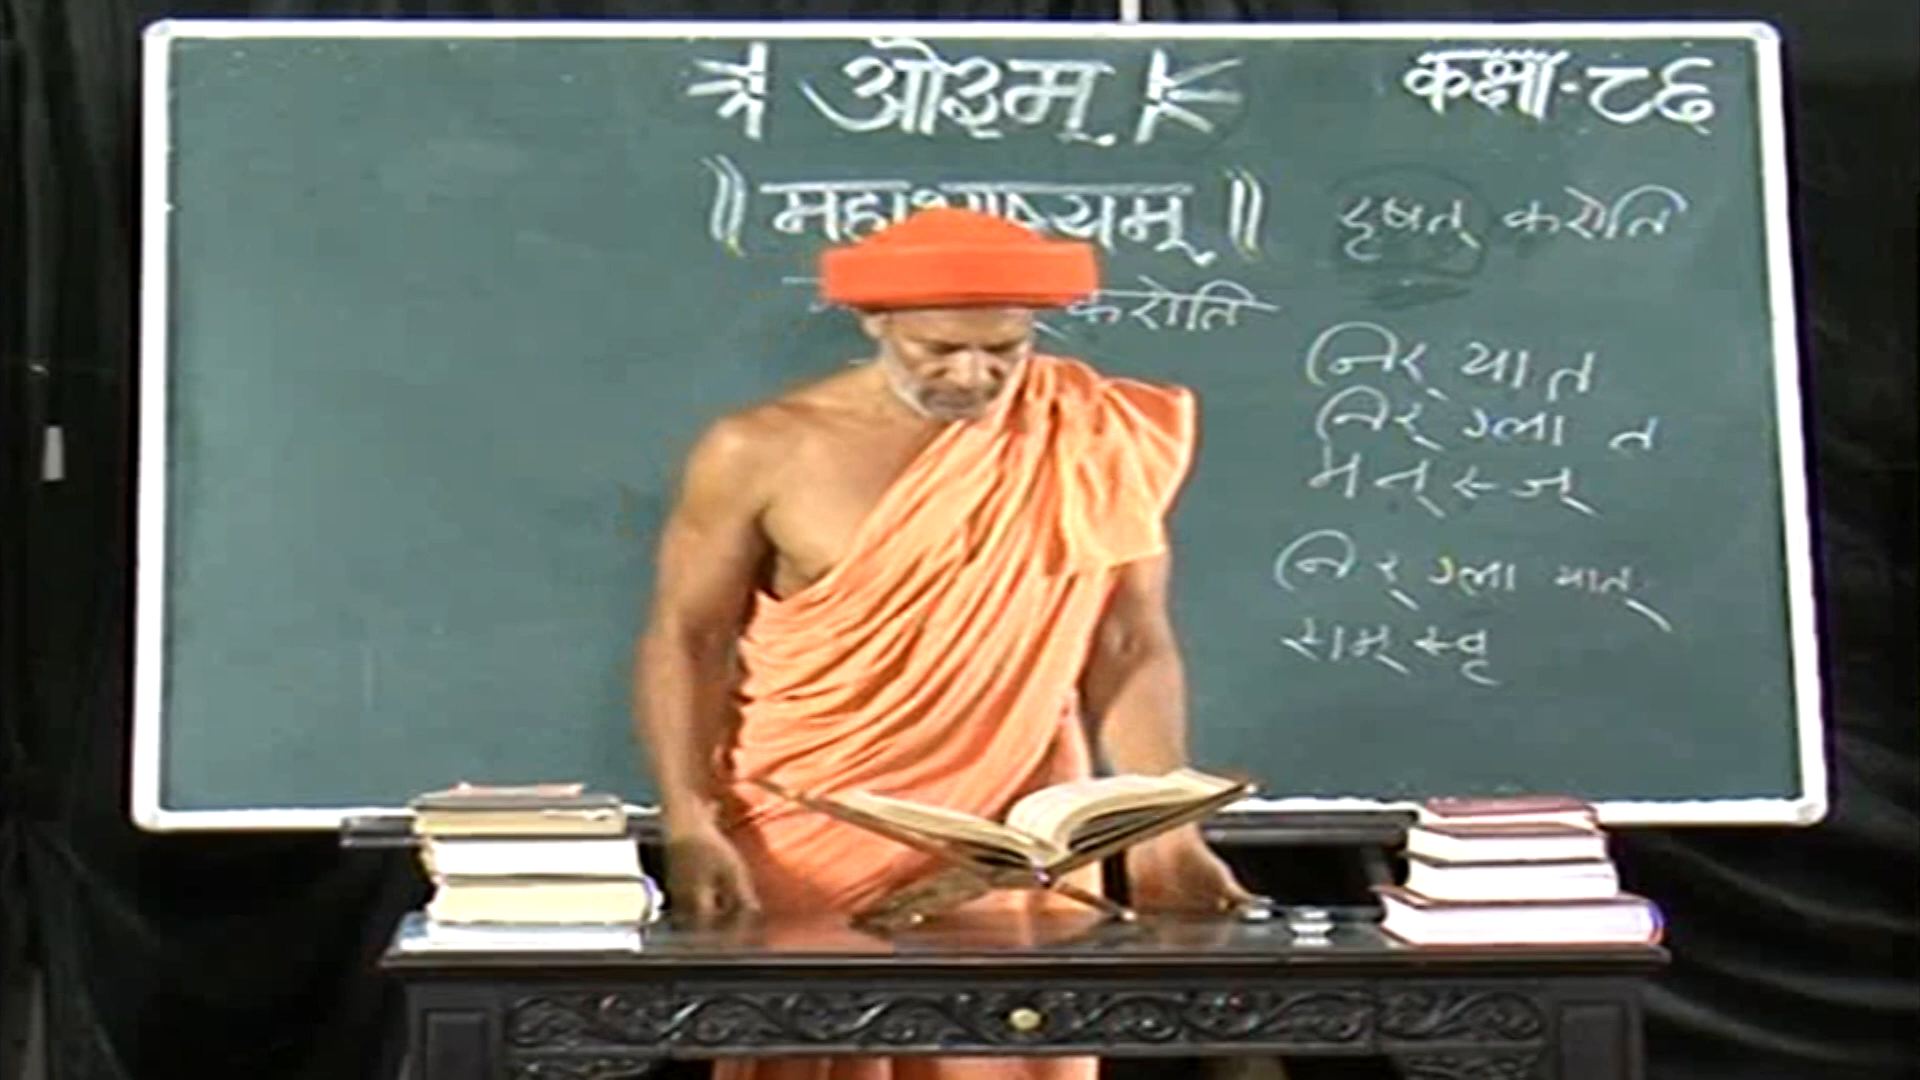 ओ३म् कक्षा-८६
॥ महाभाष्यम् ॥ दृषत् करोति
करोति
निर् या त
निर् ग्ला त
मन् स्ज्
निर् ग्ला यात्
साम् स्वृ